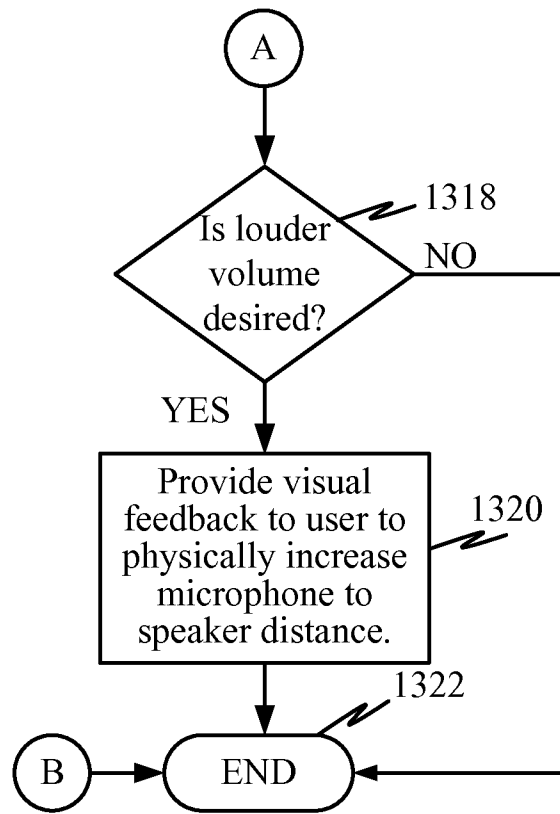 A
1318
Is louder
volume
desired?
NO
YES
Provide visual
feedback to user to
physically increase
microphone to
speaker distance.
1320
1322
B
END